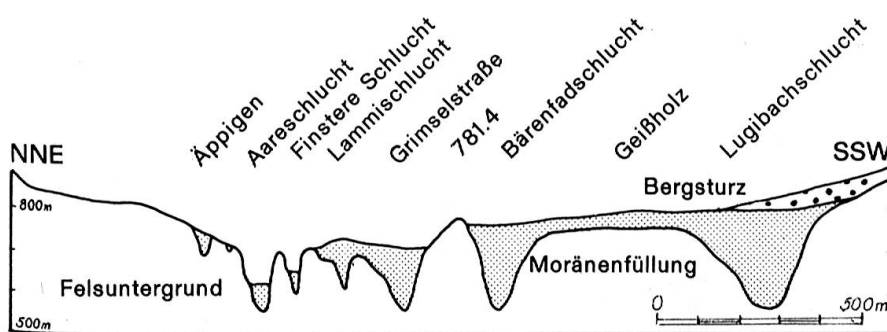 Äppigen
Aareschlucht
Finstere Schlucht
Lammischlucht
Grimselstraße
781.4
Bärenfadschlucht
Geißholz
Lugibachschlucht
NNE
SSW
800m
Bergsturz
Felsuntergrund
Moränenfüllung
500m
0
500m